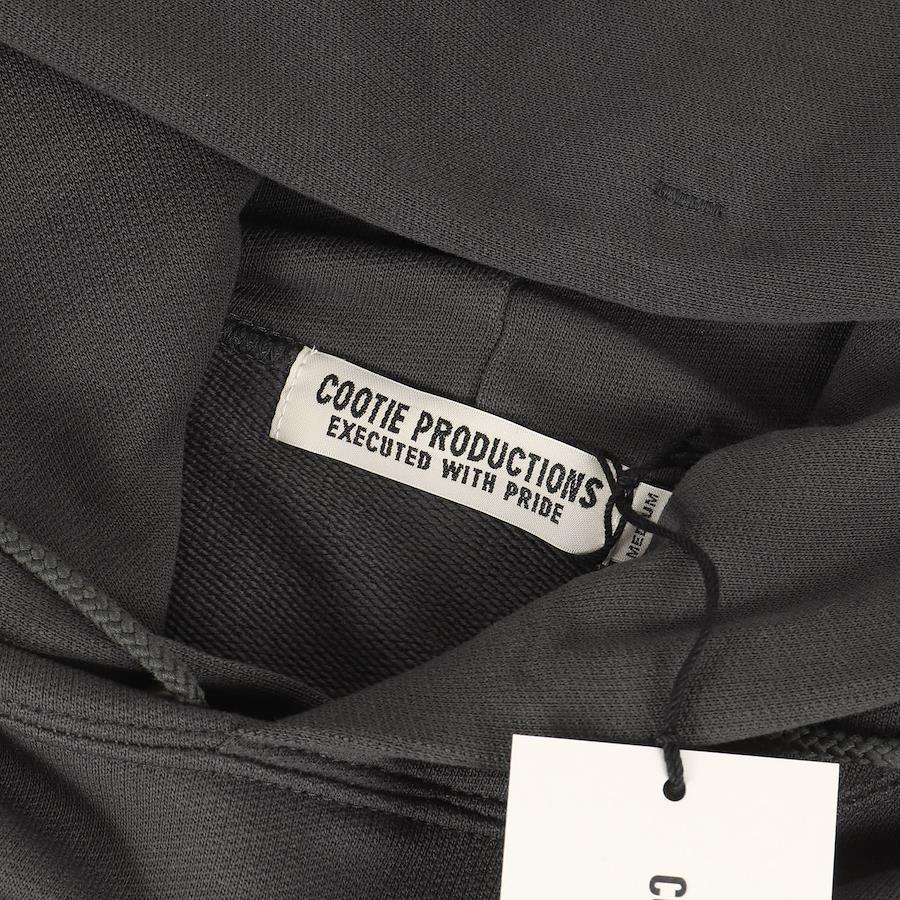 COOTIE PRODUCTIONS
EXECUTED WITH PRIDE
MEDIUM